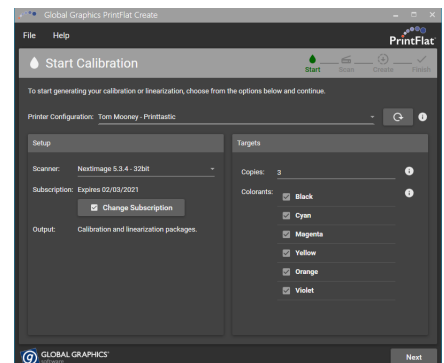 Global Graphics PrintFlat Create
File Help
PrintFlat
Start Calibration
Start Scan Create Finish
To start generating your calibration or linearization, choose from the options below and continue.
Printer Configuration: Tom Mooney - Printtastic
Setup
Targets
Scanner: Nextimage 5.3.4 - 32bit
Subscription: Expires 02/03/2021
Change Subscription
Output: Calibration and linearization packages.
Copies: 3
Colorants: Black
Cyan
Magenta
Yellow
Orange
Violet
g GLOBAL GRAPHICS®
software
Next